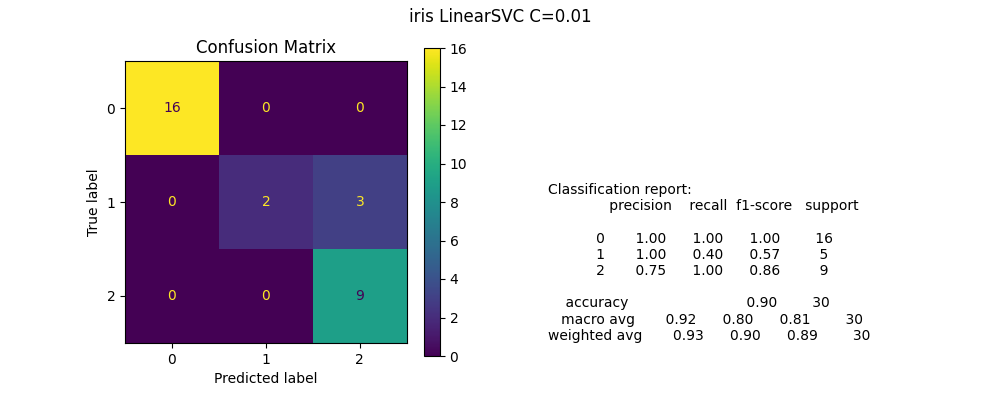 iris LinearSVC C=0.01
Confusion Matrix
16
0
0
0
2
3
0
0
9
0
1
2
True label
0
1
2
Predicted label
16
14
12
10
8
6
4
2
0
Classification report:
precision recall f1-score support
0 1.00 1.00 1.00 16
1 1.00 0.40 0.57 5
2 0.75 1.00 0.86 9
accuracy 0.90 30
macro avg 0.92 0.80 0.81 30
weighted avg 0.93 0.90 0.89 30